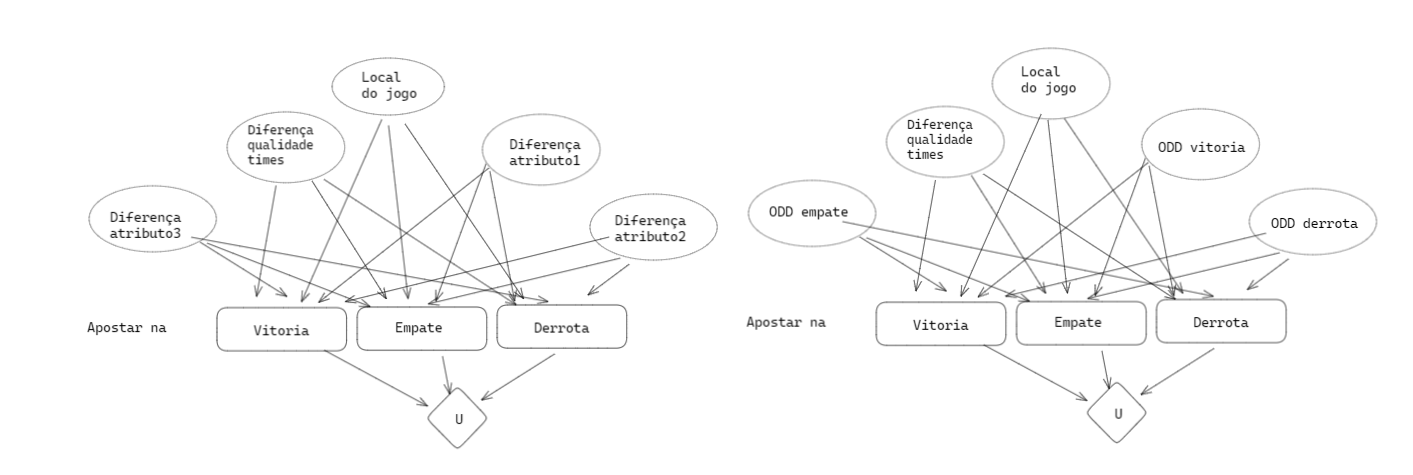 Local
do jogo
Diferença
qualidade
times
Diferença
atributo1
Diferença
atributo3
Diferença
atributo2
Apostar na
Vitoria
Empate
Derrota
U
Local
do jogo
Diferença
qualidade
times
ODD vitoria
ODD empate
ODD derrota
Apostar na
Vitoria
Empate
Derrota
U